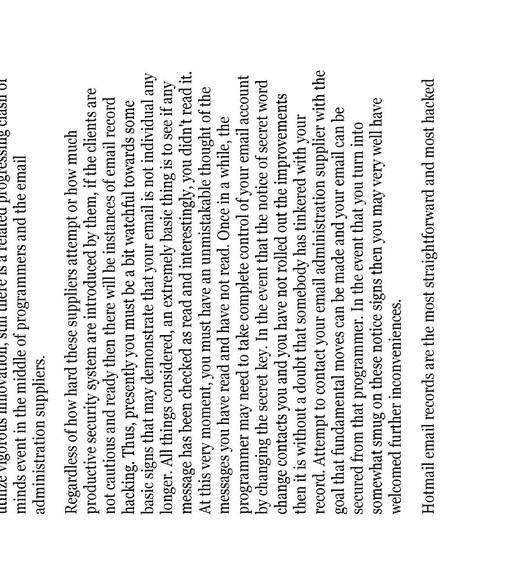 utilize vigorous innovation, still there is a related progressing clash of
minds event in the middle of programmers and the email
administration suppliers.
Regardless of how hard these suppliers attempt or how much
productive security system are introduced by them, if the clients are
not cautious and ready then there will be instances of email record
hacking. Thus, presently you must be a bit watchful towards some
basic signs that may demonstrate that your email is not individual any
longer. All things considered, an extremely basic thing is to see if any
message has been checked as read and interestingly, you didn't read it.
At this very moment, you must have an unmistakable thought of the
messages you have read and have not read. Once in a while, the
programmer may need to take complete control of your email account
by changing the secret key. In the event that the notice of secret word
change contacts you and you have not rolled out the improvements
then it is without a doubt that somebody has tinkered with your
record. Attempt to contact your email administration supplier with the
goal that fundamental moves can be made and your email can be
secured from that programmer. In the event that you turn into
somewhat smug on these notice signs then you may very well have
welcomed further inconveniences.
Hotmail email records are the most straightforward and most hacked